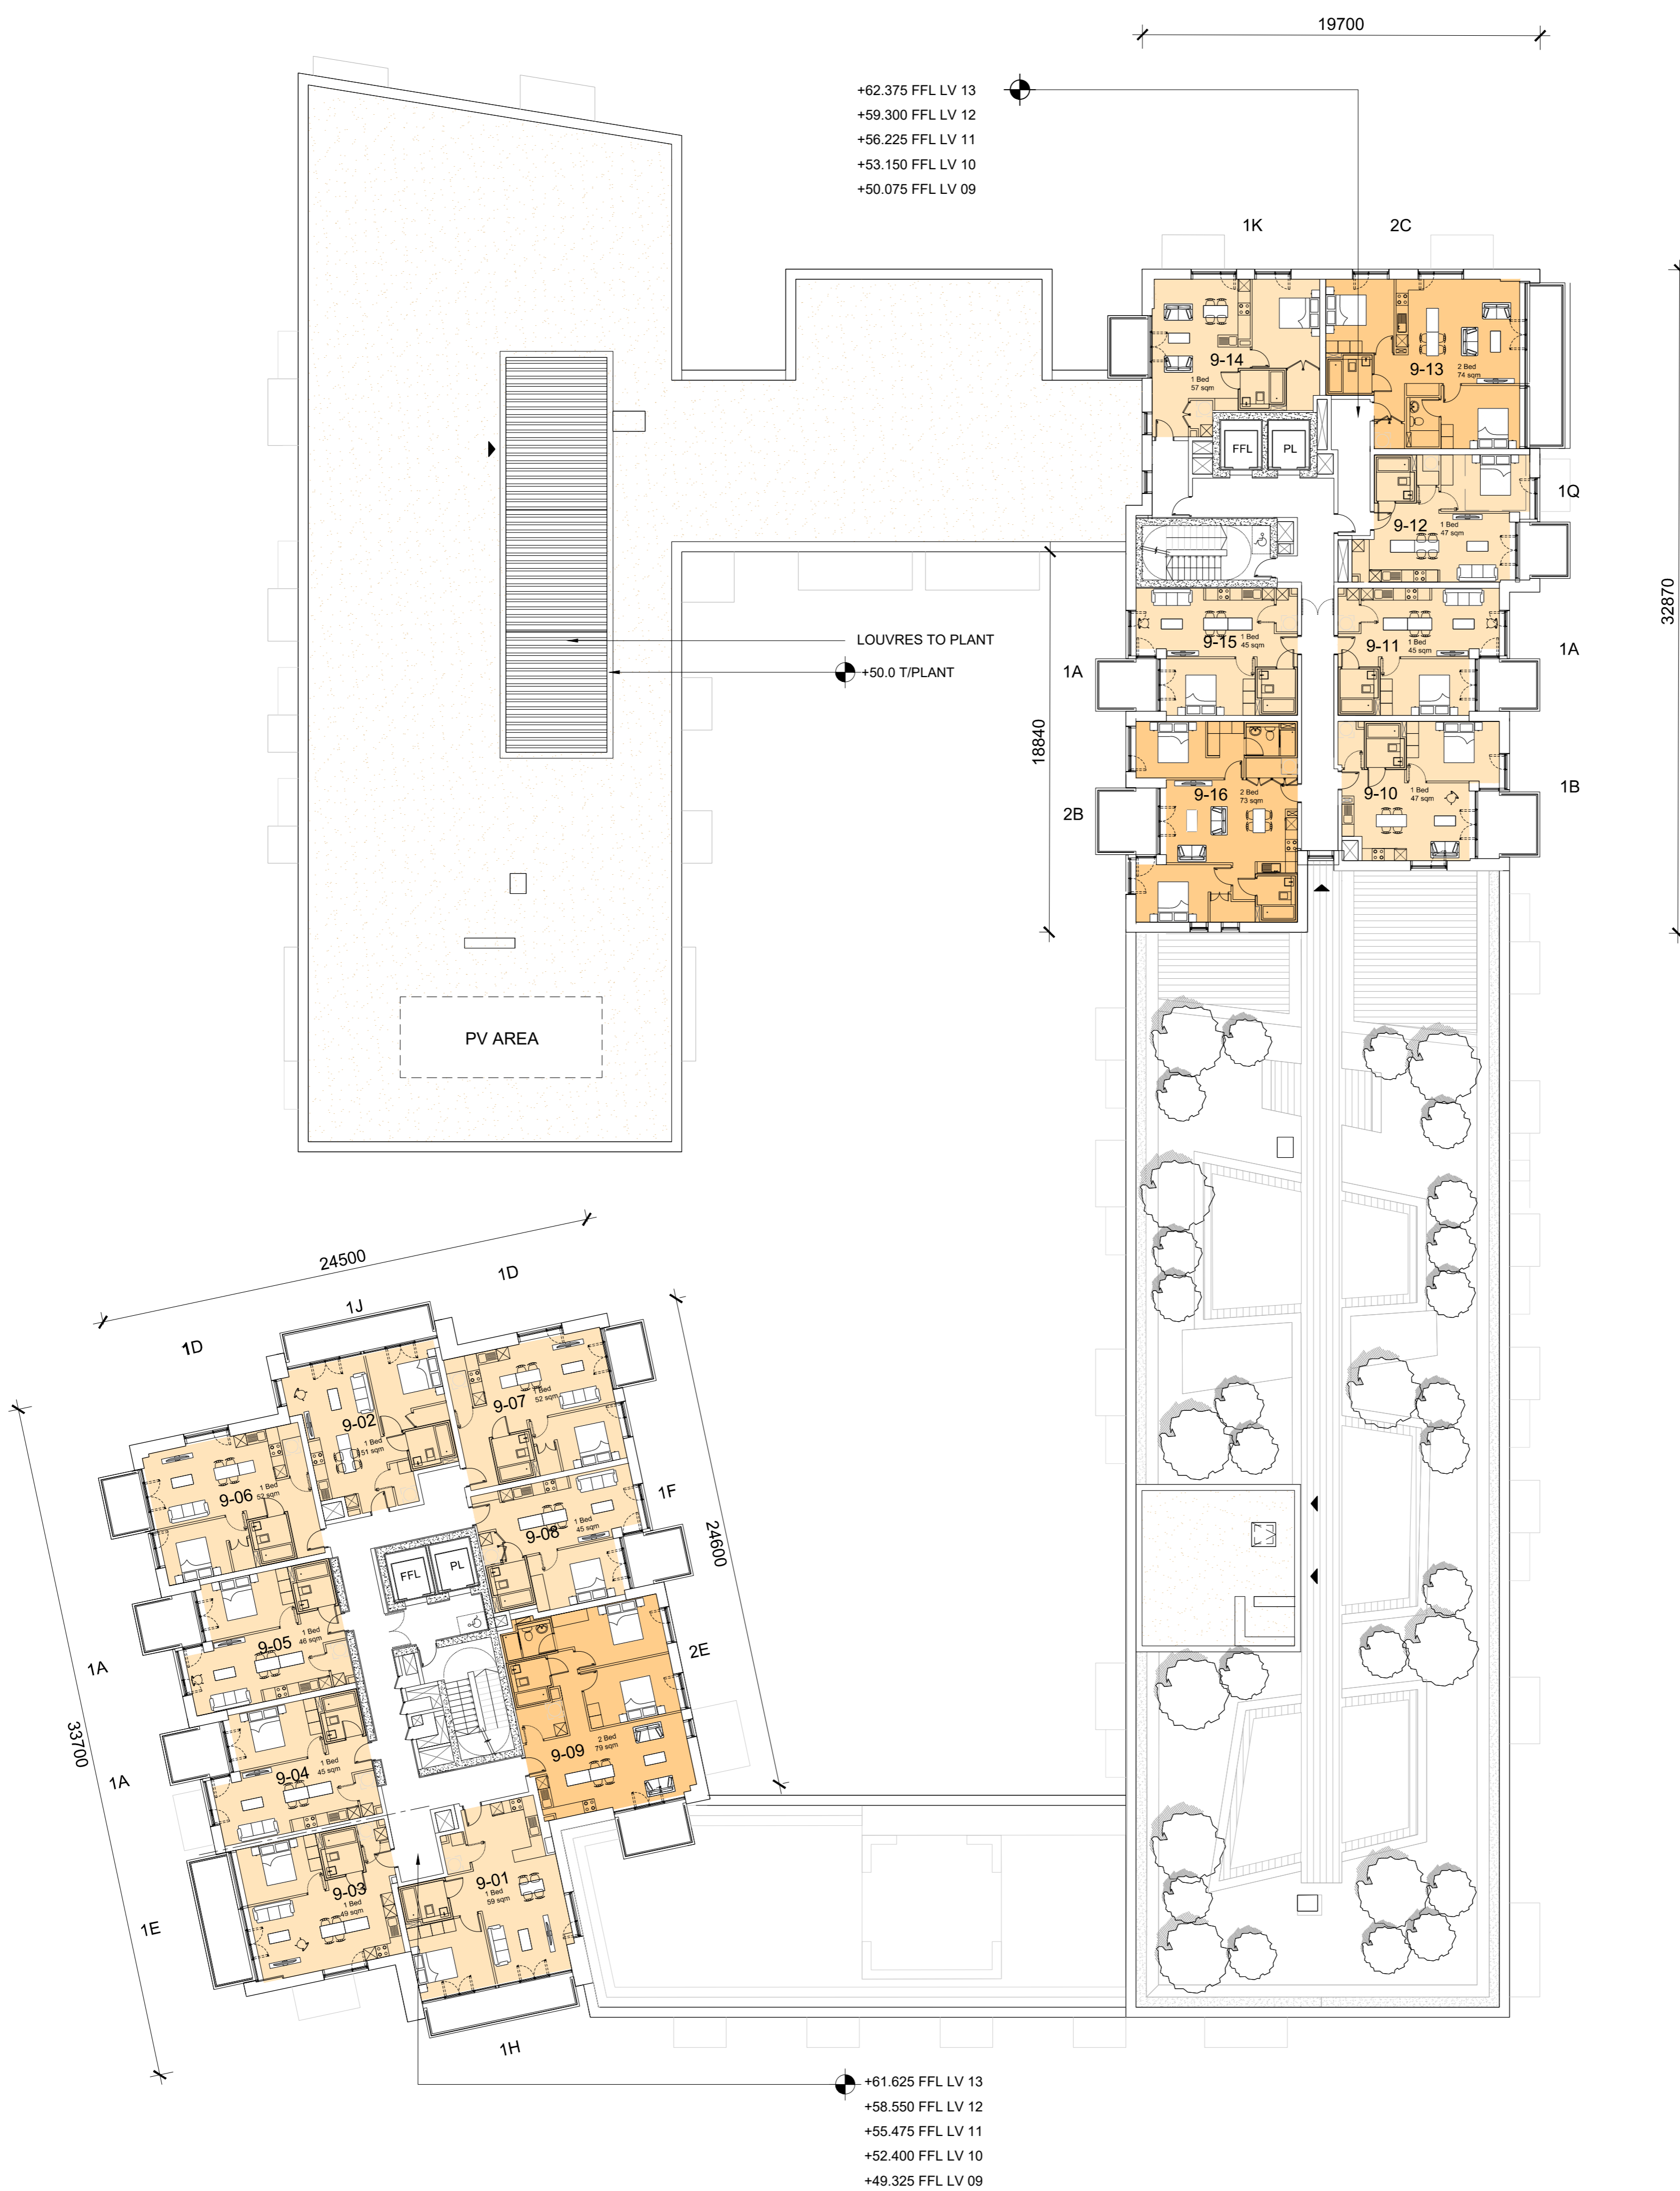 19700
+62.375 FFL LV 13
+59.300 FFL LV 12
+56.225 FFL LV 11
+53.150 FFL LV 10
+50.075 FFL LV 09
1K
2C
9-14
1 Bed
57 sqm
9-13
2 Bed
74 sqm
FFL
PL
1Q
9-12
1 Bed
47 sqm
32870
LOUVRES TO PLANT
+50.0 T/PLANT
9-15
1 Bed
45 sqm
9-11
1 Bed
45 sqm
1A
1A
18840
9-16
2 Bed
73 sqm
9-10
1 Bed
47 sqm
1B
2B
PV AREA
24500
1D
1J
1D
9-07
1 Bed
52 sqm
9-02
1 Bed
51 sqm
9-06
1 Bed
52 sqm
1F
9-08
1 Bed
45 sqm
24600
FFL
PL
9-05
1 Bed
46 sqm
2E
1A
33700
9-09
2 Bed
79 sqm
9-04
1 Bed
45 sqm
1A
9-03
1 Bed
49 sqm
9-01
1 Bed
59 sqm
1E
1H
+61.625 FFL LV 13
+58.550 FFL LV 12
+55.475 FFL LV 11
+52.400 FFL LV 10
+49.325 FFL LV 09